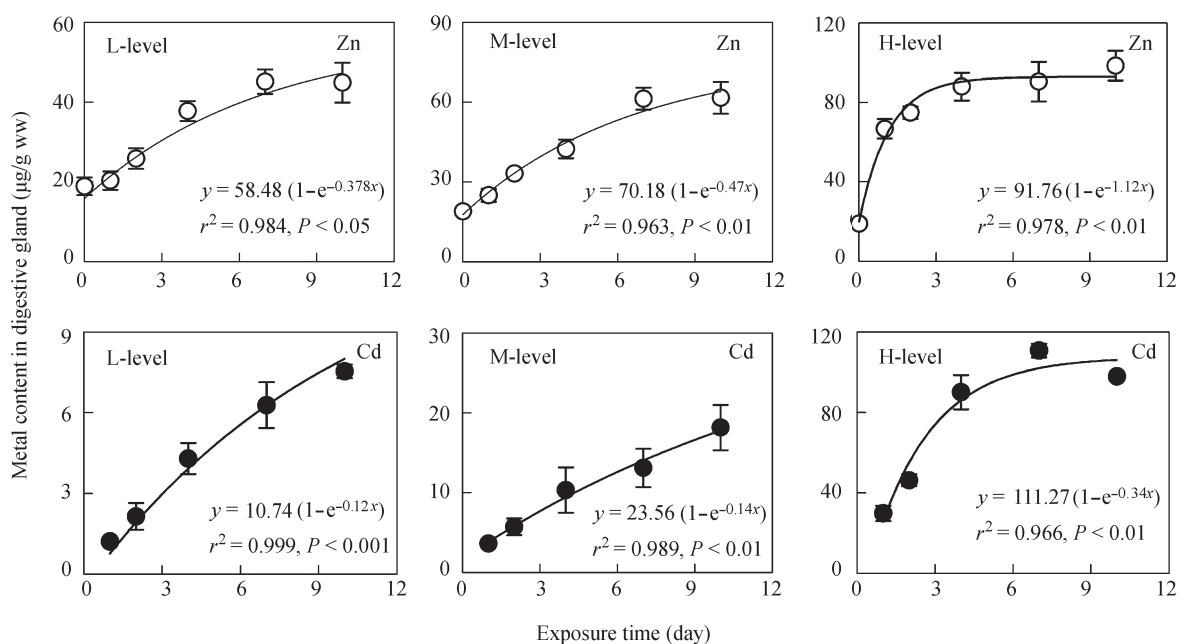 Metal content in digestive gland (μg/g ww)
60
40
20
0
L-level
Zn
y = 58.48 (1−e^−0.378x)
r² = 0.984, P < 0.05
0 3 6 9 12
90
60
30
0
M-level
Zn
y = 70.18 (1−e^−0.47x)
r² = 0.963, P < 0.01
0 3 6 9 12
120
80
40
0
H-level
Zn
y = 91.76 (1−e^−1.12x)
r² = 0.978, P < 0.01
0 3 6 9 12
9
6
3
0
L-level
Cd
y = 10.74 (1−e^−0.12x)
r² = 0.999, P < 0.001
0 3 6 9 12
30
20
10
0
M-level
Cd
y = 23.56 (1−e^−0.14x)
r² = 0.989, P < 0.01
0 3 6 9 12
120
80
40
0
H-level
Cd
y = 111.27 (1−e^−0.34x)
r² = 0.966, P < 0.01
0 3 6 9 12
Exposure time (day)